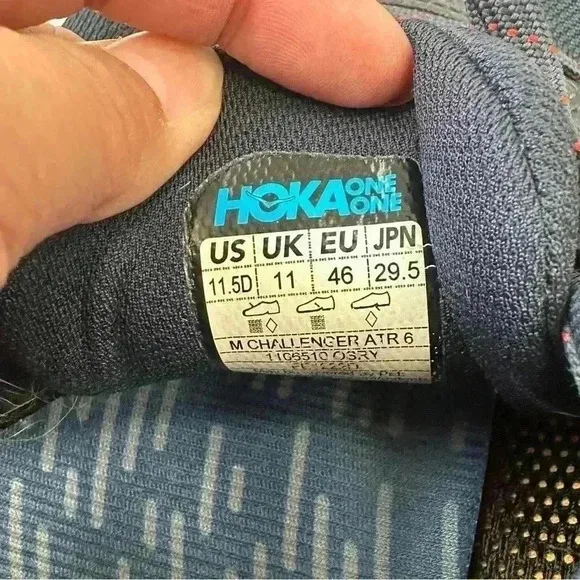 HOKA ONE ONE
US UK EU JPN
11.5D 11 46 29.5
M CHALLENGER ATR 6
1106510 OSRY